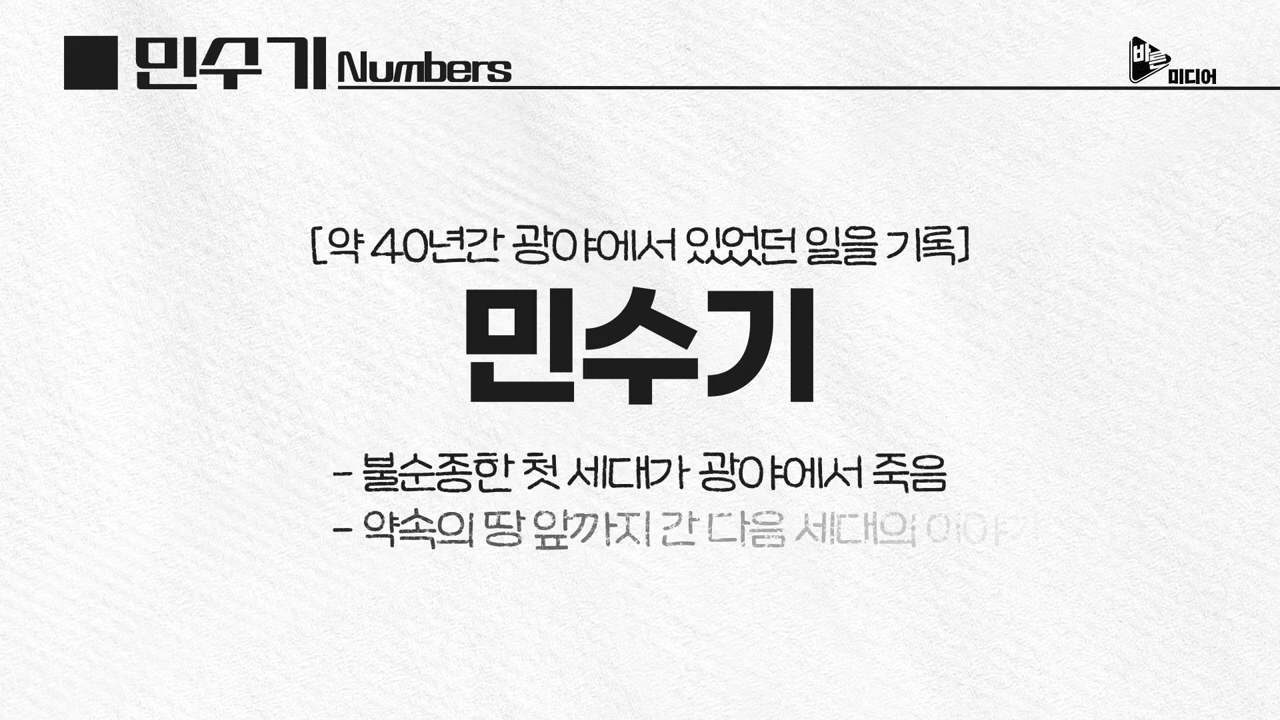 민수기 Numbers
바른 미디어
[약 40년간 광야에서 있었던 일을 기록]
민수기
- 불순종한 첫 세대가 광야에서 죽음
- 약속의 땅 앞까지 간 다음 세대의